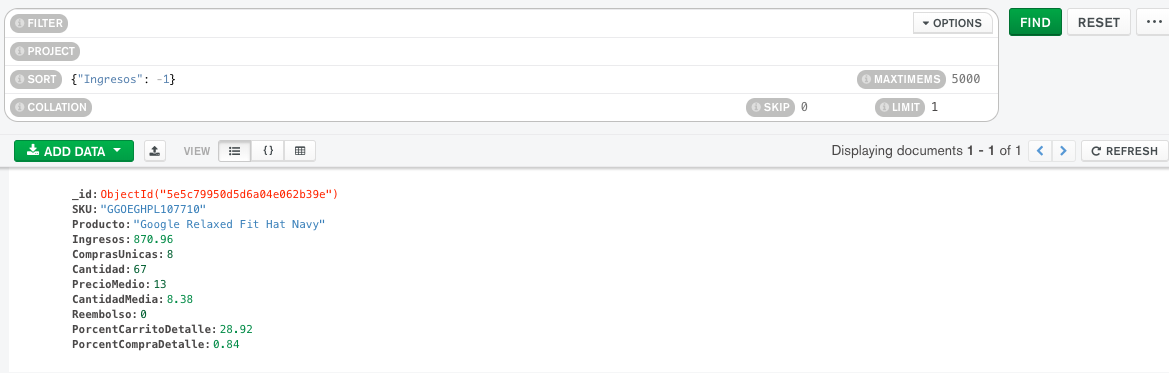 FILTER OPTIONS FIND RESET ...
PROJECT
SORT {"Ingresos": -1} MAXTIMEMS 5000
COLLATION SKIP 0 LIMIT 1
ADD DATA VIEW {} Displaying documents 1 - 1 of 1 < > REFRESH
_id: ObjectId("5e5c79950d5d6a04e062b39e")
SKU: "GGOEGHPL107710"
Producto: "Google Relaxed Fit Hat Navy"
Ingresos: 870.96
ComprasUnicas: 8
Cantidad: 67
PrecioMedio: 13
CantidadMedia: 8.38
Reembolso: 0
PorcentCarritoDetalle: 28.92
PorcentCompraDetalle: 0.84